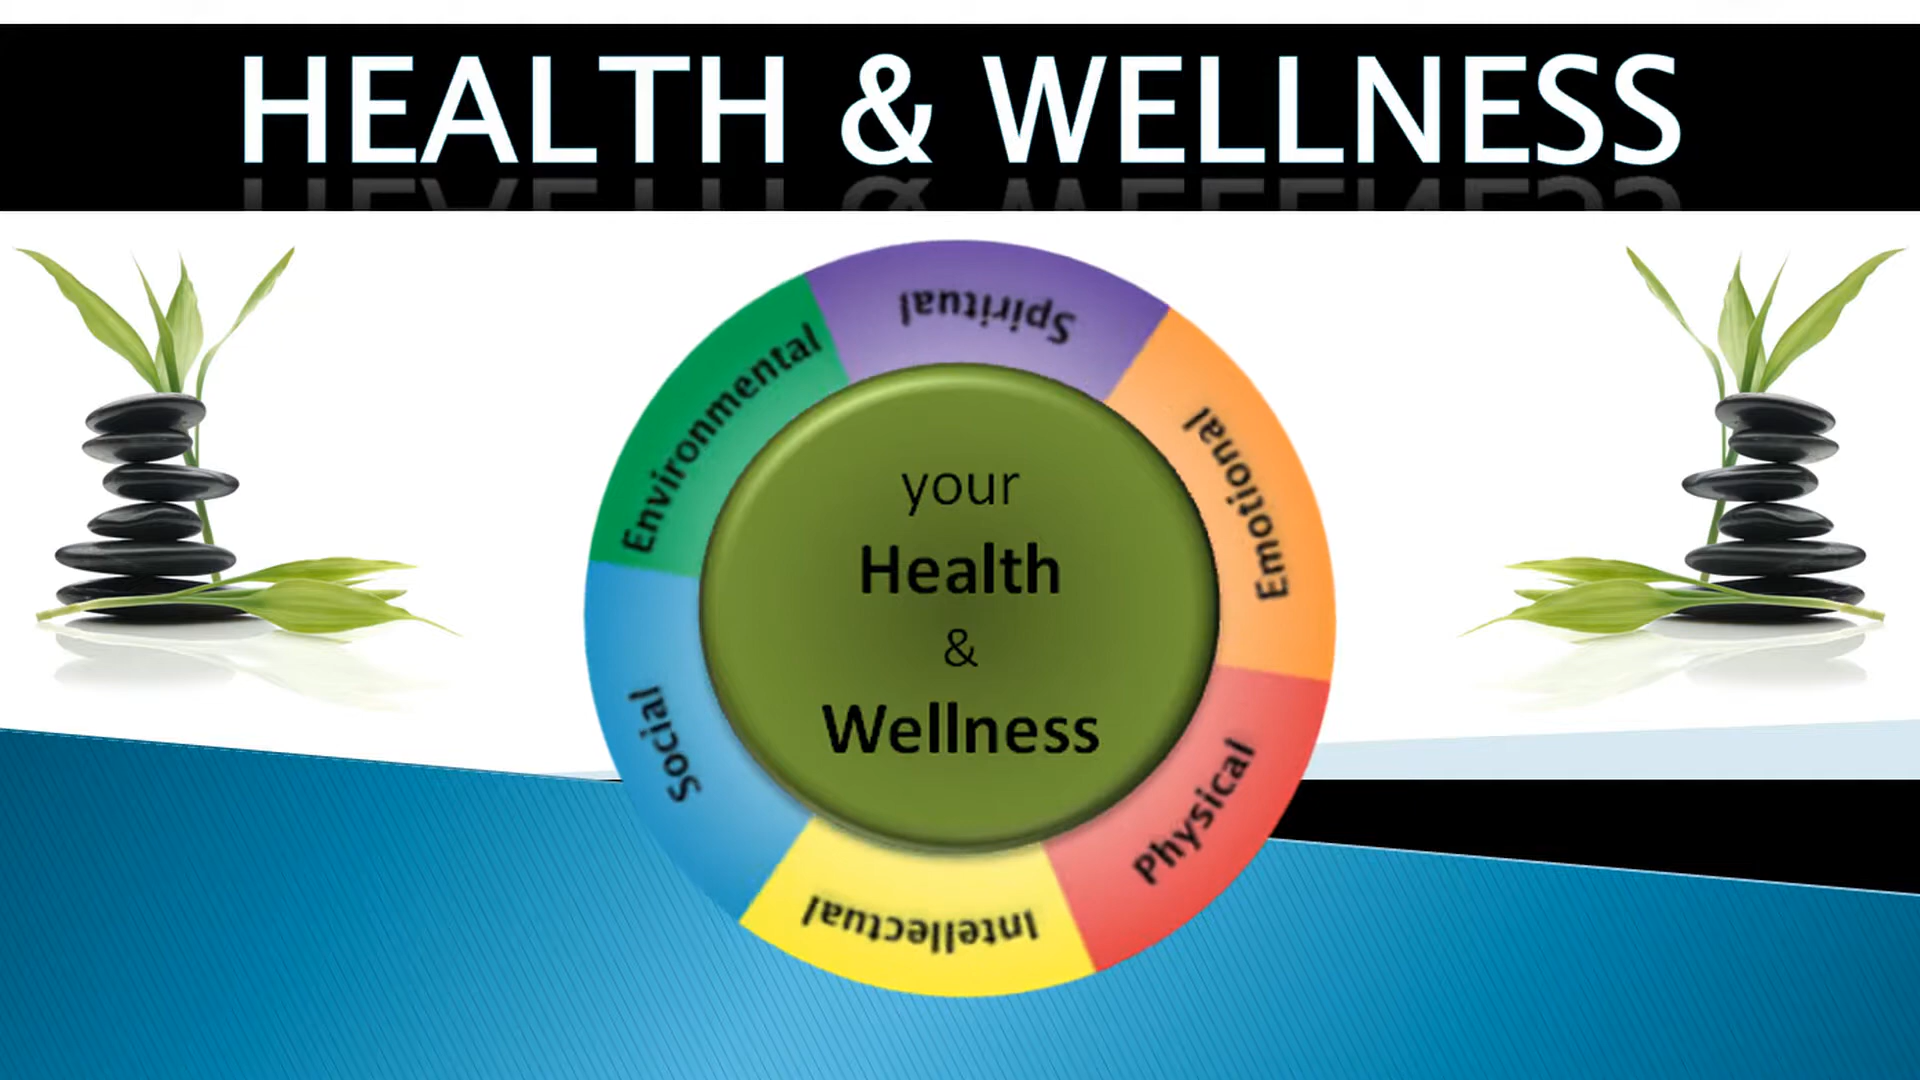 HEALTH & WELLNESS
Spiritual
Environmental
Emotional
your
Health
&
Wellness
Social
Physical
Intellectual